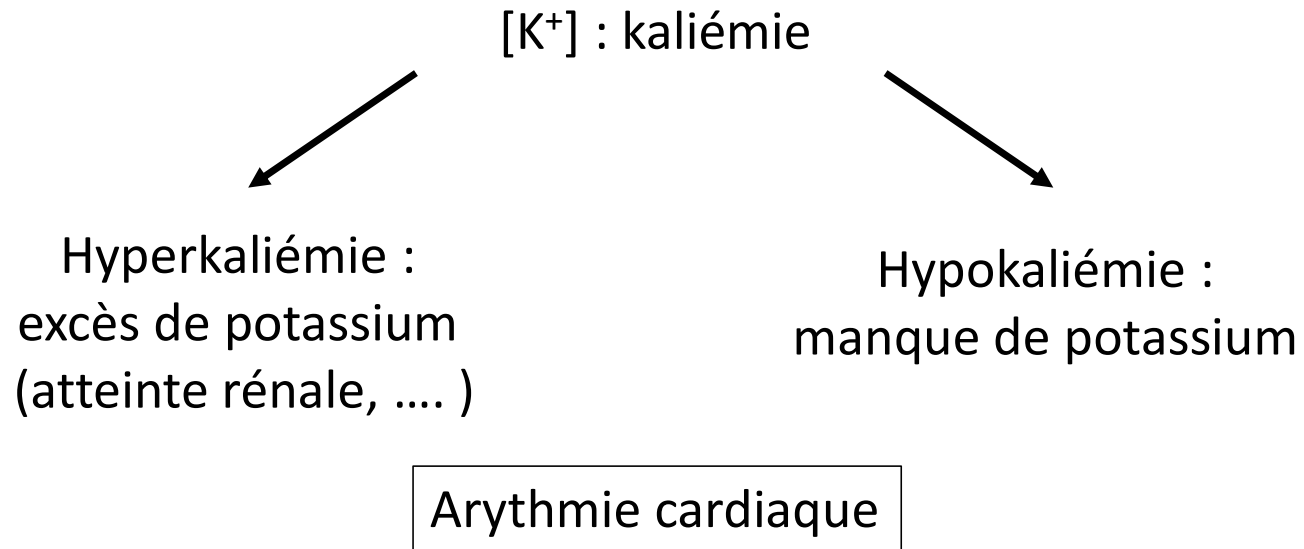 [K⁺] : kaliémie
Hyperkaliémie :
excès de potassium
(atteinte rénale, .... )
Hypokaliémie :
manque de potassium
Arythmie cardiaque